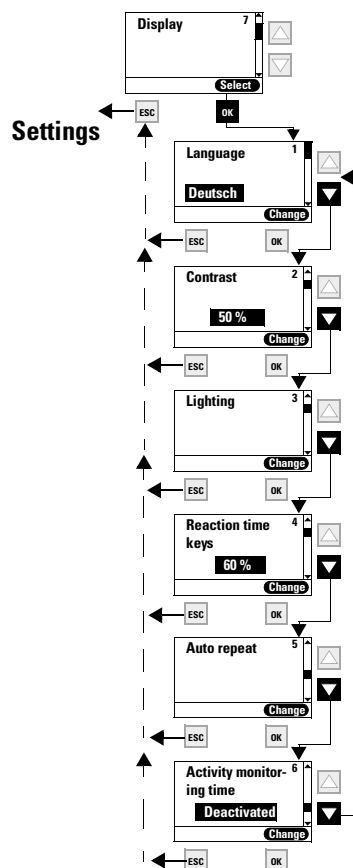 Display 7
Select
ESC OK
Settings
Language 1
Deutsch
Change
ESC OK
Contrast 2
50 %
Change
ESC OK
Lighting 3
Change
ESC OK
Reaction time 4
keys
60 %
Change
ESC OK
Auto repeat 5
Change
ESC OK
Activity monitor- 6
ing time
Deactivated
Change
ESC OK